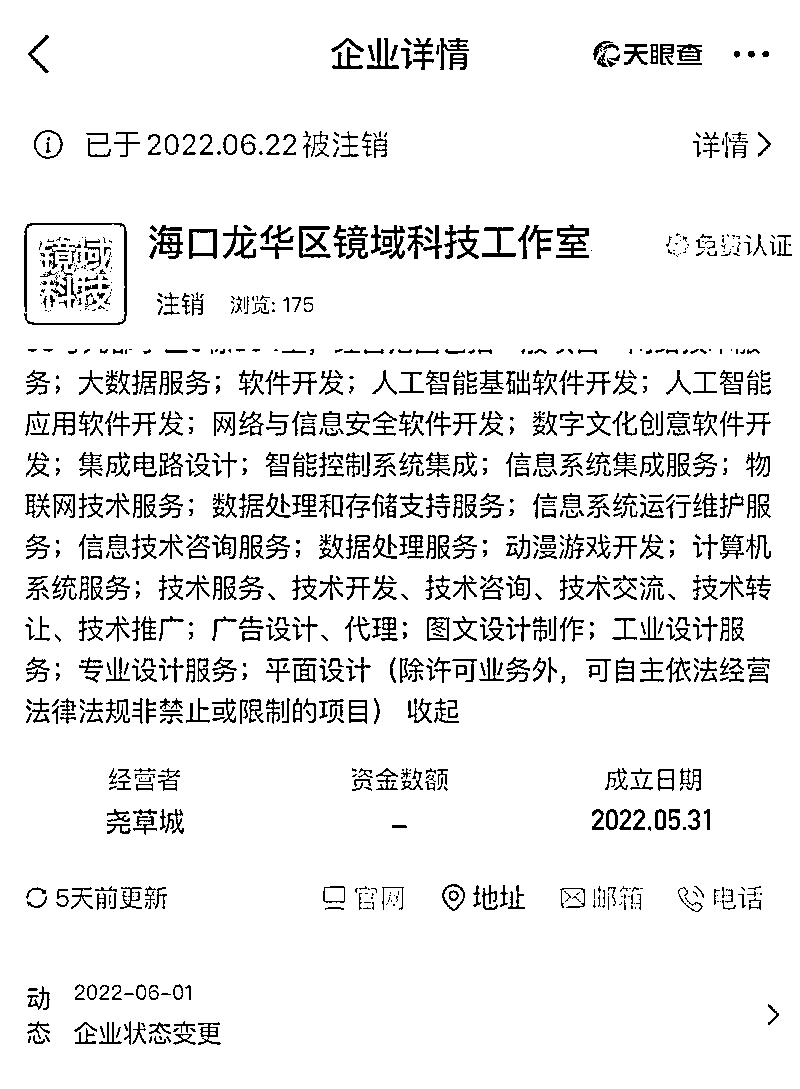 企业详情
天眼查
已于2022.06.22被注销
详情
镜域
科技
海口龙华区镜域科技工作室
免费认证
注销 浏览: 175
务；大数据服务；软件开发；人工智能基础软件开发；人工智能
应用软件开发；网络与信息安全软件开发；数字文化创意软件开
发；集成电路设计；智能控制系统集成；信息系统集成服务；物
联网技术服务；数据处理和存储支持服务；信息系统运行维护服
务；信息技术咨询服务；数据处理服务；动漫游戏开发；计算机
系统服务；技术服务、技术开发、技术咨询、技术交流、技术转
让、技术推广；广告设计、代理；图文设计制作；工业设计服
务；专业设计服务；平面设计（除许可业务外，可自主依法经营
法律法规非禁止或限制的项目） 收起
经营者 资金数额 成立日期
尧草城 – 2022.05.31
5天前更新 官网 地址 邮箱 电话
动态
2022-06-01
企业状态变更